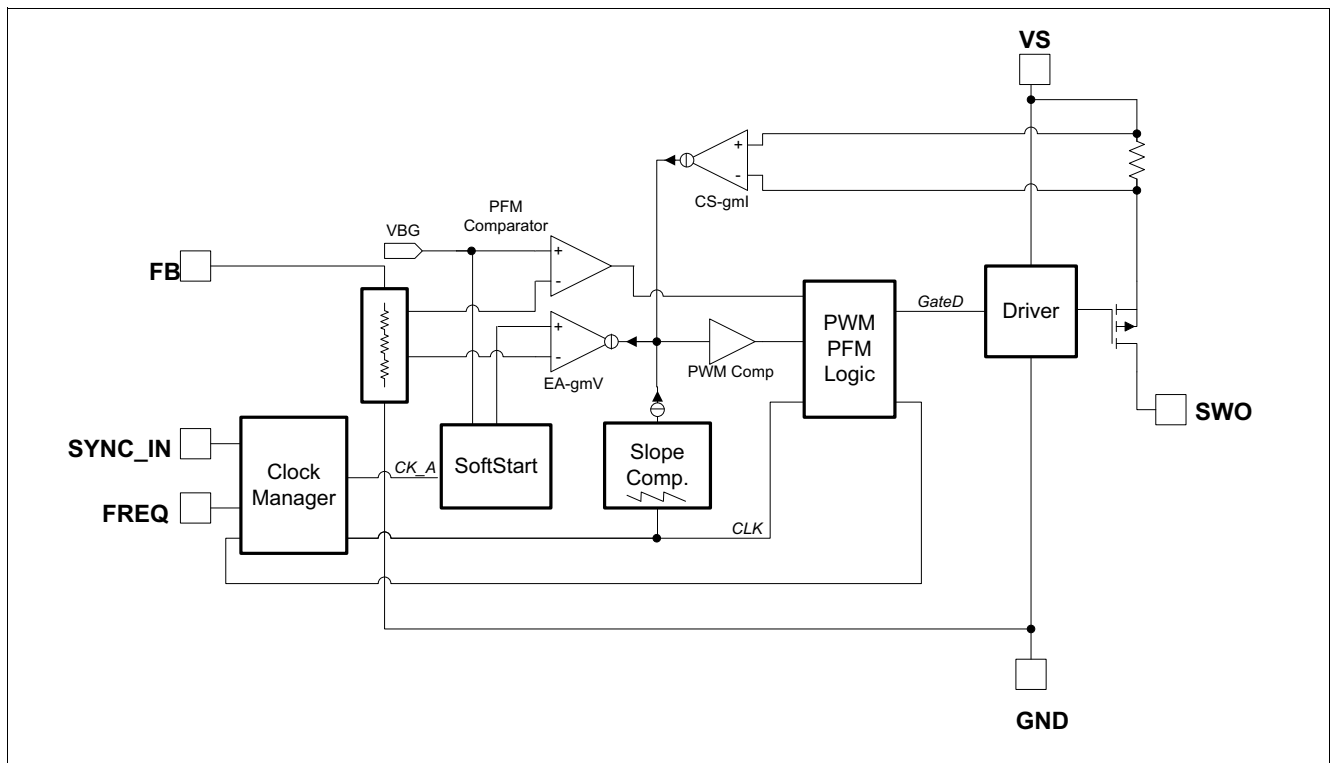 VS
+
-
CS-gmI
PFM
Comparator
VBG
+
-
FB
GateD
Driver
PWM
PFM
Logic
+
-
EA-gmV
PWM Comp
SWO
SYNC_IN
Clock
Manager
CK_A
SoftStart
Slope
Comp.
FREQ
CLK
GND